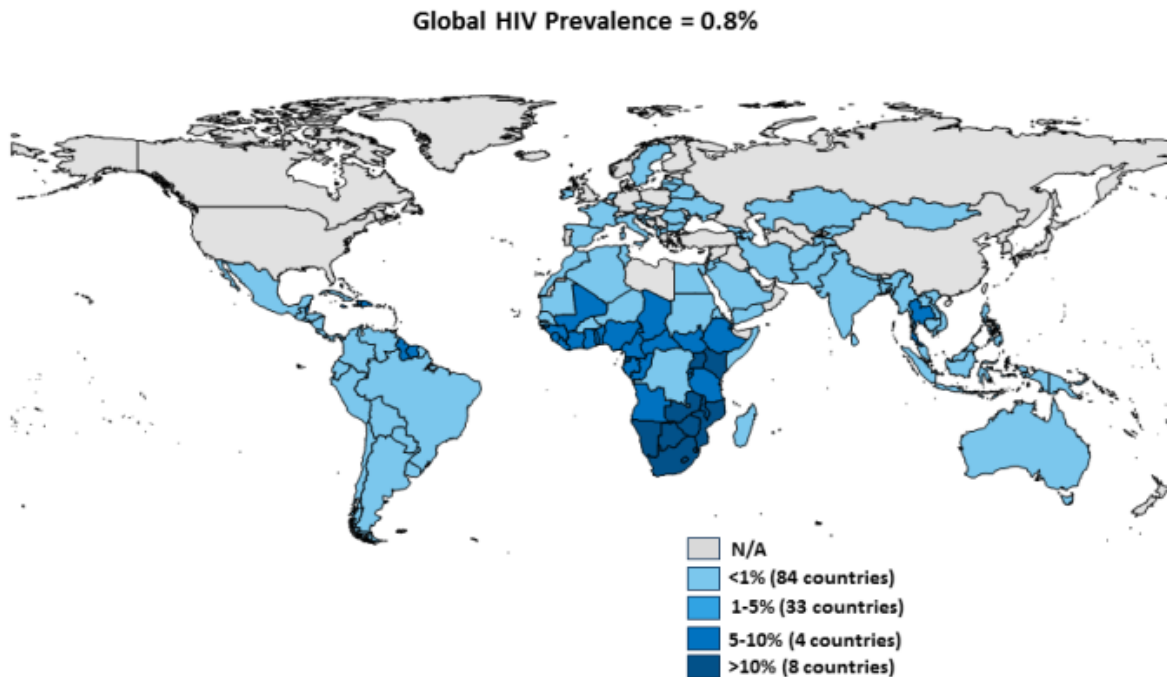 Global HIV Prevalence = 0.8%
N/A
<1% (84 countries)
1-5% (33 countries)
5-10% (4 countries)
>10% (8 countries)